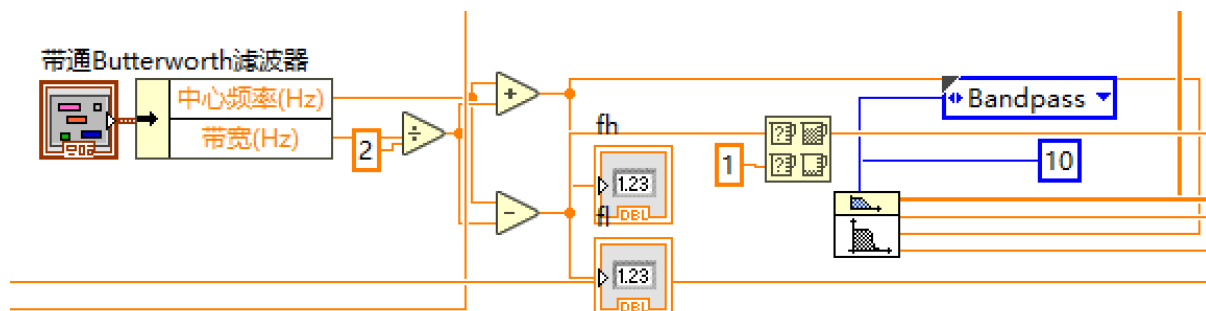 带通Butterworth滤波器
中心频率(Hz)
带宽(Hz)
2
÷
+
-
fh
1.23
DBL
fl
1.23
DBL
1
Bandpass
10